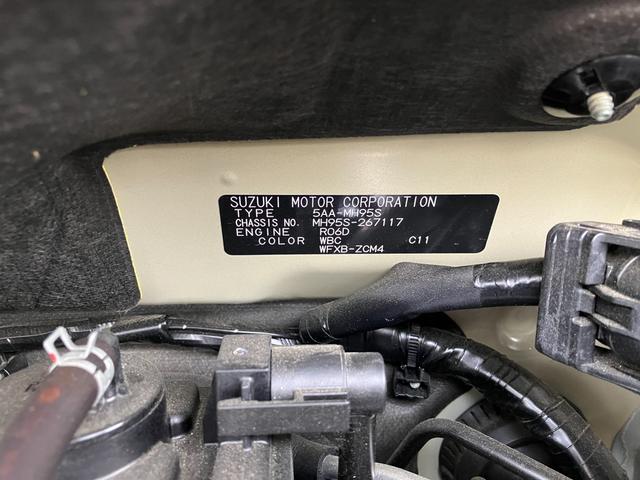 SUZUKI MOTOR CORPORATION
TYPE 5AA-MH95S
CHASSIS NO. MH95S-267117
ENGINE R06D
COLOR WBC C11
WFXB-ZCM4